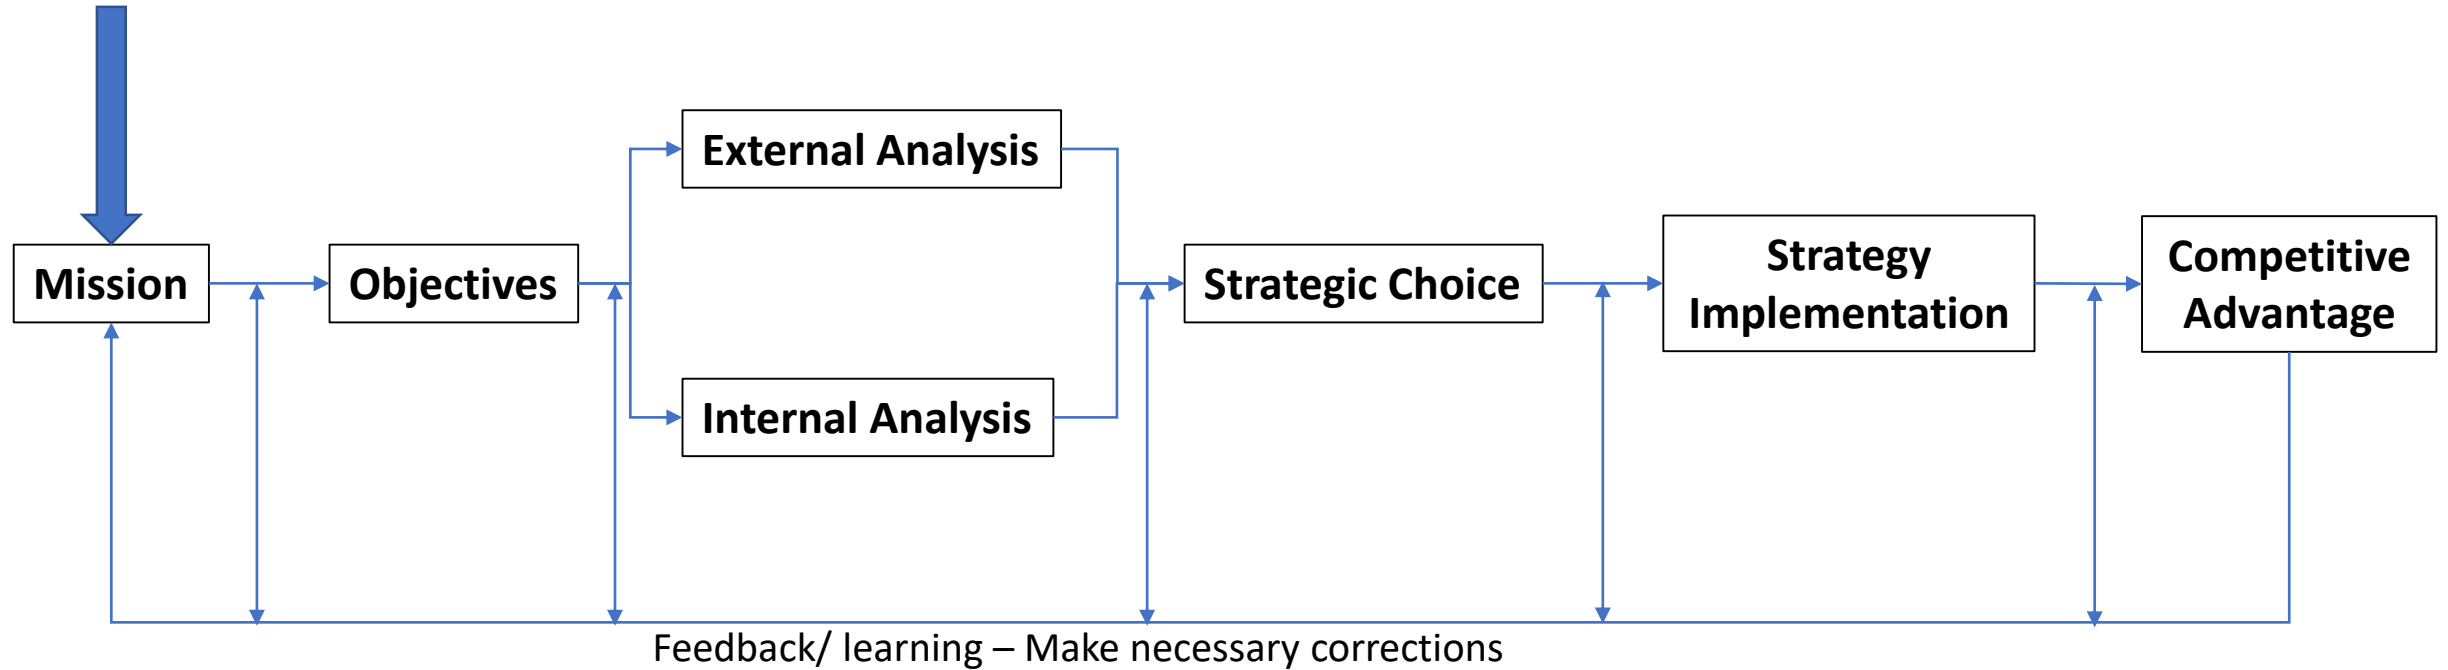 External Analysis
Mission
Objectives
Strategic Choice
Strategy
Implementation
Competitive
Advantage
Internal Analysis
Feedback/ learning – Make necessary corrections